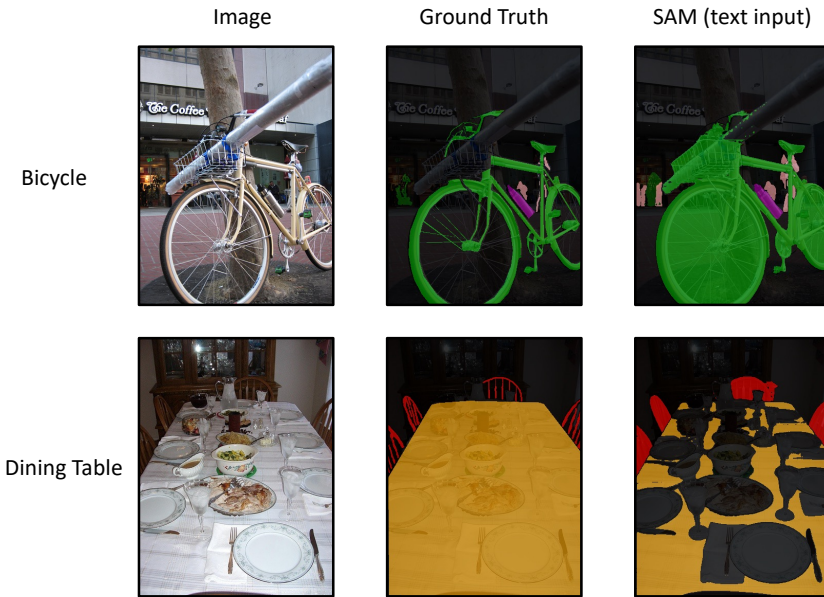 Image
Ground Truth
SAM (text input)
Bicycle
The Coffee
The Coffee
The Coffee
Dining Table